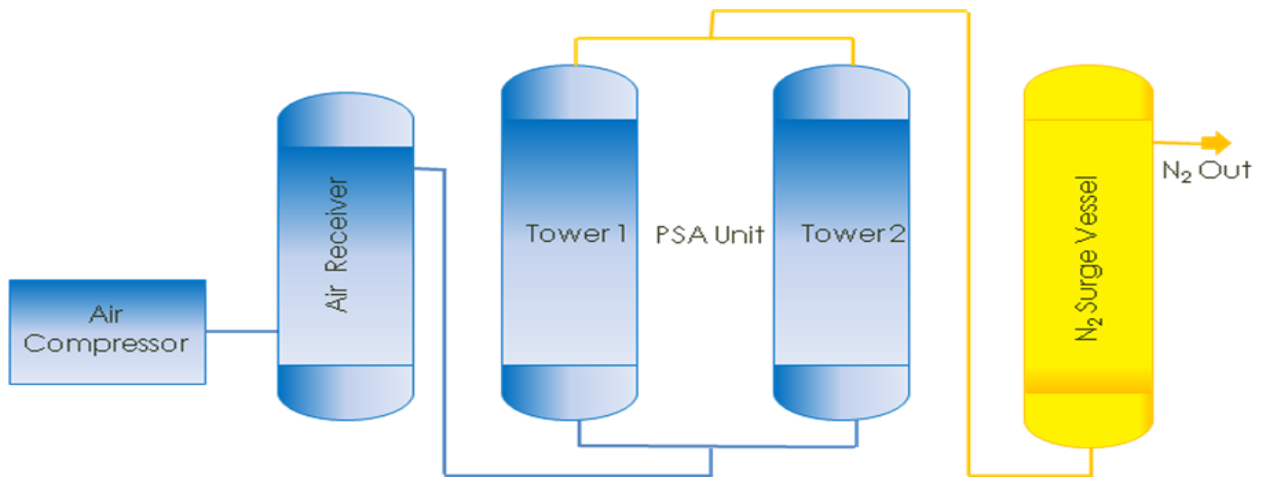 Air
Compressor
Air Receiver
Tower 1
PSA Unit
Tower 2
N₂ Surge Vessel
N₂ Out